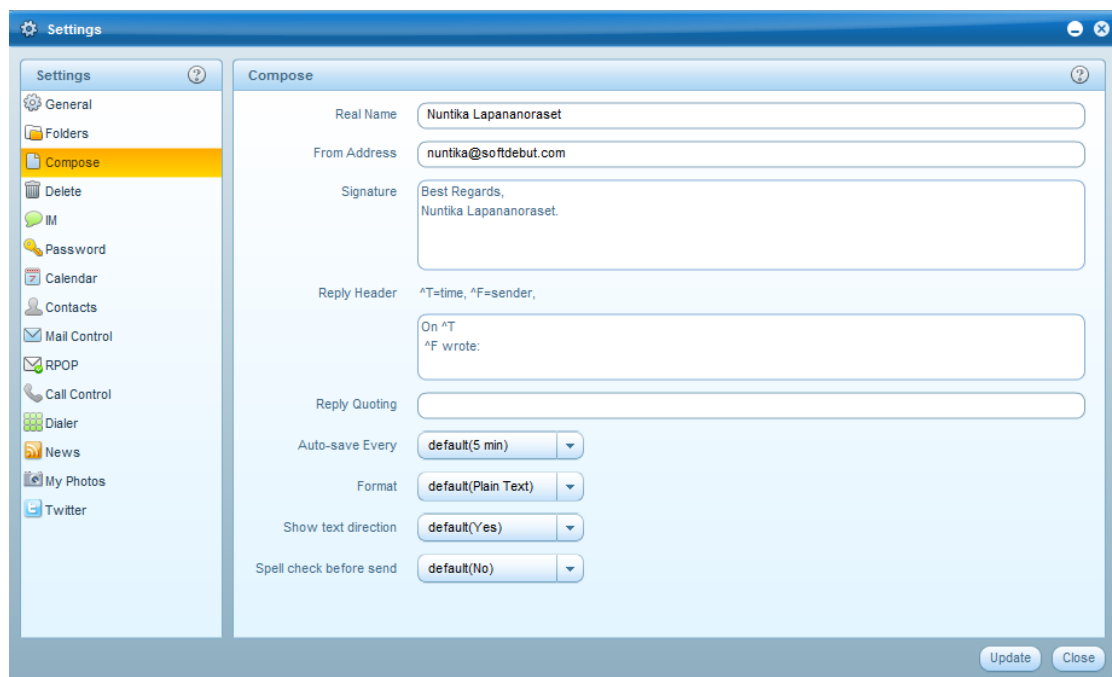 Settings
Settings
General
Folders
Compose
Delete
IM
Password
Calendar
Contacts
Mail Control
RPOP
Call Control
Dialer
News
My Photos
Twitter
Compose
Real Name Nuntika Lapananoraset
From Address nuntika@softdebut.com
Signature Best Regards,
Nuntika Lapananoraset.
Reply Header ^T=time, ^F=sender,
On ^T
^F wrote:
Reply Quoting
Auto-save Every default(5 min)
Format default(Plain Text)
Show text direction default(Yes)
Spell check before send default(No)
Update Close